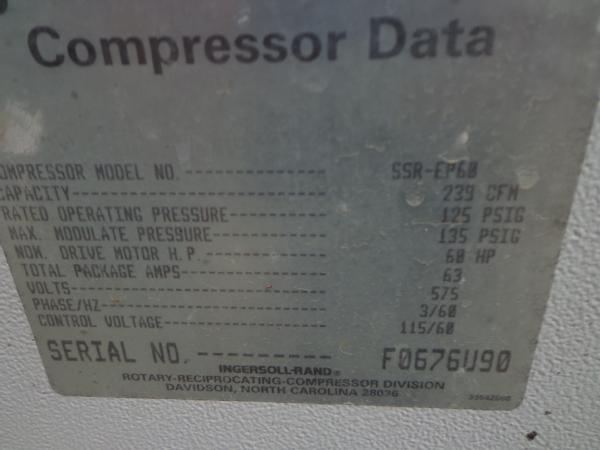 Compressor Data
OMPRESSOR MODEL NO.---------------- SSR-EP60
CAPACITY---------------------------- 239 CFM
RATED OPERATING PRESSURE----------- 125 PSIG
MAX. MODULATE PRESSURE------------- 135 PSIG
NOM. DRIVE MOTOR H.P.-------------- 60 HP
TOTAL PACKAGE AMPS----------------- 63
VOLTS------------------------------- 575
PHASE/HZ---------------------------- 3/60
CONTROL VOLTAGE-------------------- 115/60
SERIAL NO.--------- F0676U90
INGERSOLL-RAND®
ROTARY-RECIPROCATING-COMPRESSOR DIVISION
DAVIDSON, NORTH CAROLINA 28036